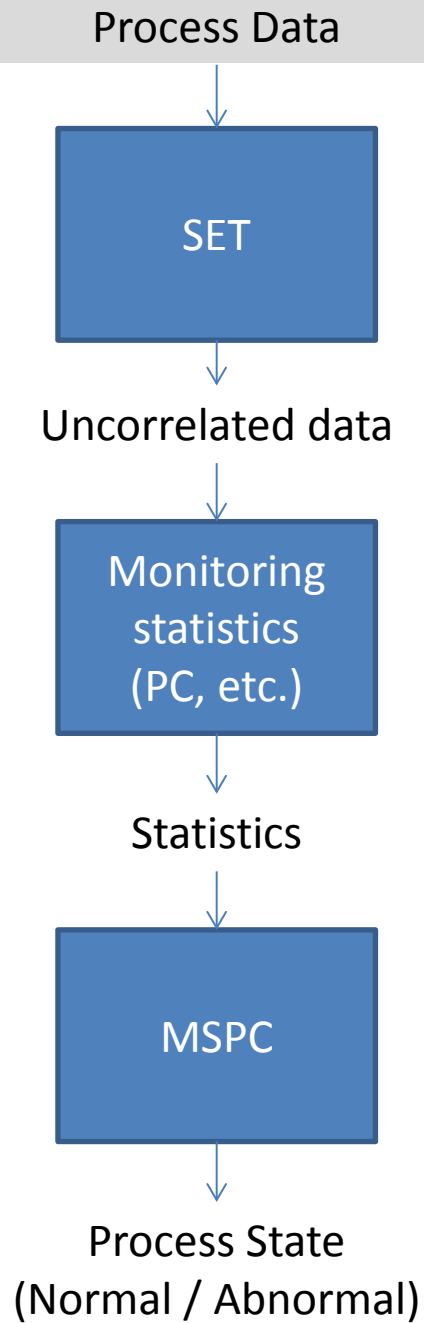 Process Data
SET
Uncorrelated data
Monitoring
statistics
(PC, etc.)
Statistics
MSPC
Process State
(Normal / Abnormal)